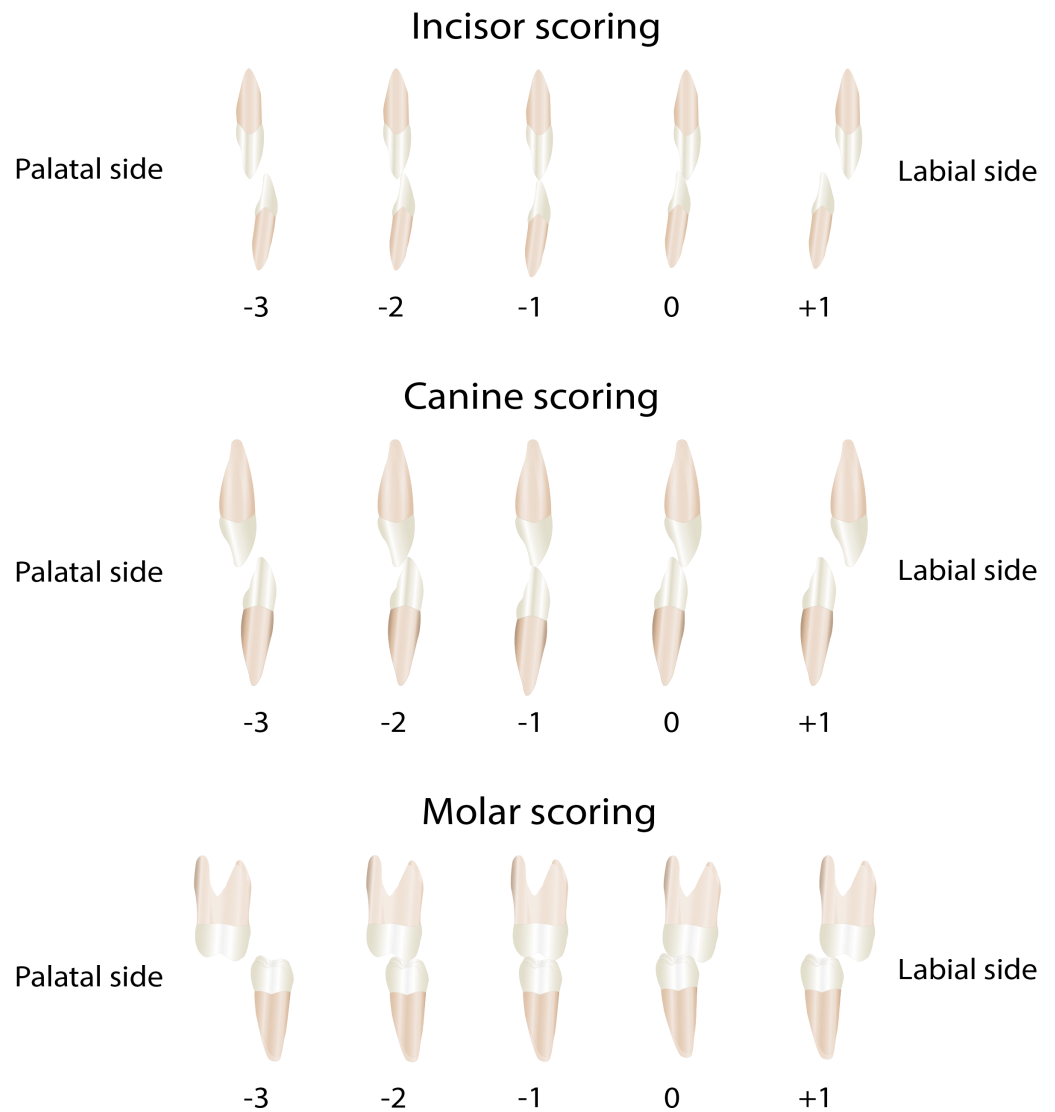 Incisor scoring
Palatal side
Labial side
-3 -2 -1 0 +1
Canine scoring
Palatal side
Labial side
-3 -2 -1 0 +1
Molar scoring
Palatal side
Labial side
-3 -2 -1 0 +1